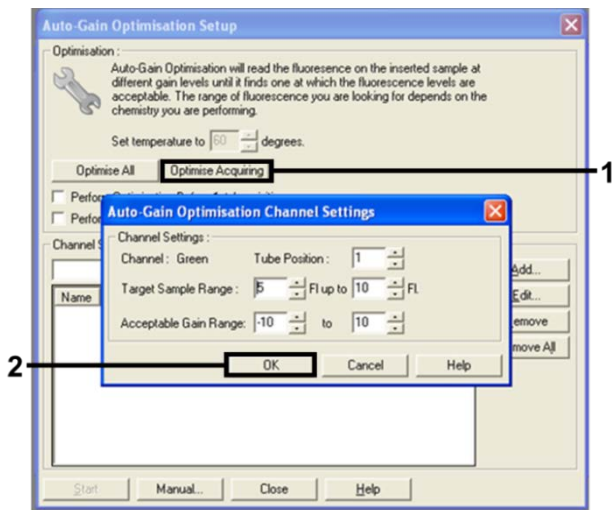 Auto-Gain Optimisation Setup
Optimisation :
Auto-Gain Optimisation will read the fluoresence on the inserted sample at
different gain levels until it finds one at which the fluorescence levels are
acceptable. The range of fluorescence you are looking for depends on the
chemistry you are performing.
Set temperature to 60 degrees.
Optimise All Optimise Acquiring 1
Perfor
Perfor
Auto-Gain Optimisation Channel Settings
Channel S
Channel Settings :
Channel : Green Tube Position : 1
Add...
Target Sample Range : 5 Fl up to 10 Fl.
Name
Edit...
Acceptable Gain Range: -10 to 10
emove
move All
2 OK Cancel Help
Start Manual... Close Help